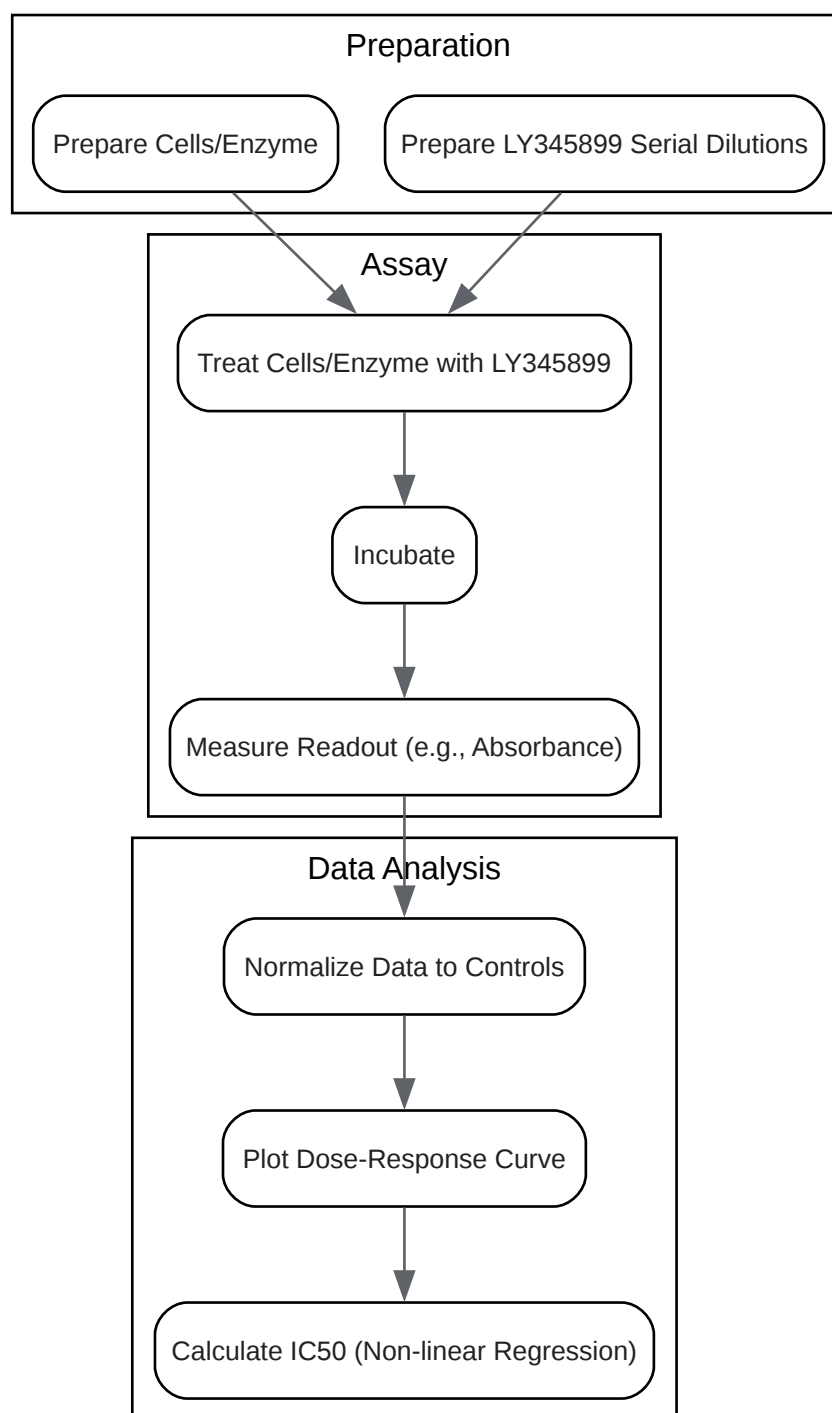 Preparation
Prepare Cells/Enzyme
Prepare LY345899 Serial Dilutions
Assay
Treat Cells/Enzyme with LY345899
Incubate
Measure Readout (e.g., Absorbance)
Data Analysis
Normalize Data to Controls
Plot Dose-Response Curve
Calculate IC50 (Non-linear Regression)